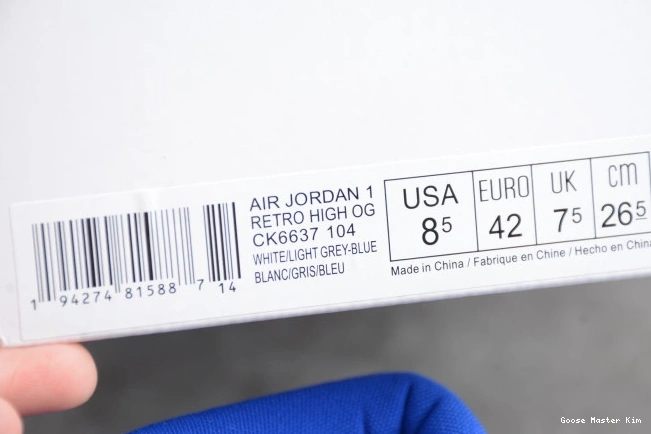 AIR JORDAN 1
RETRO HIGH OG
CK6637 104
WHITE/LIGHT GREY-BLUE
BLANC/GRIS/BLEU
1 94274 81588 7 14
USA EURO UK cm
8 5 42 7 5 26 5
Made in China / Fabrique en Chine / Hecho en China
Goose Master Kim